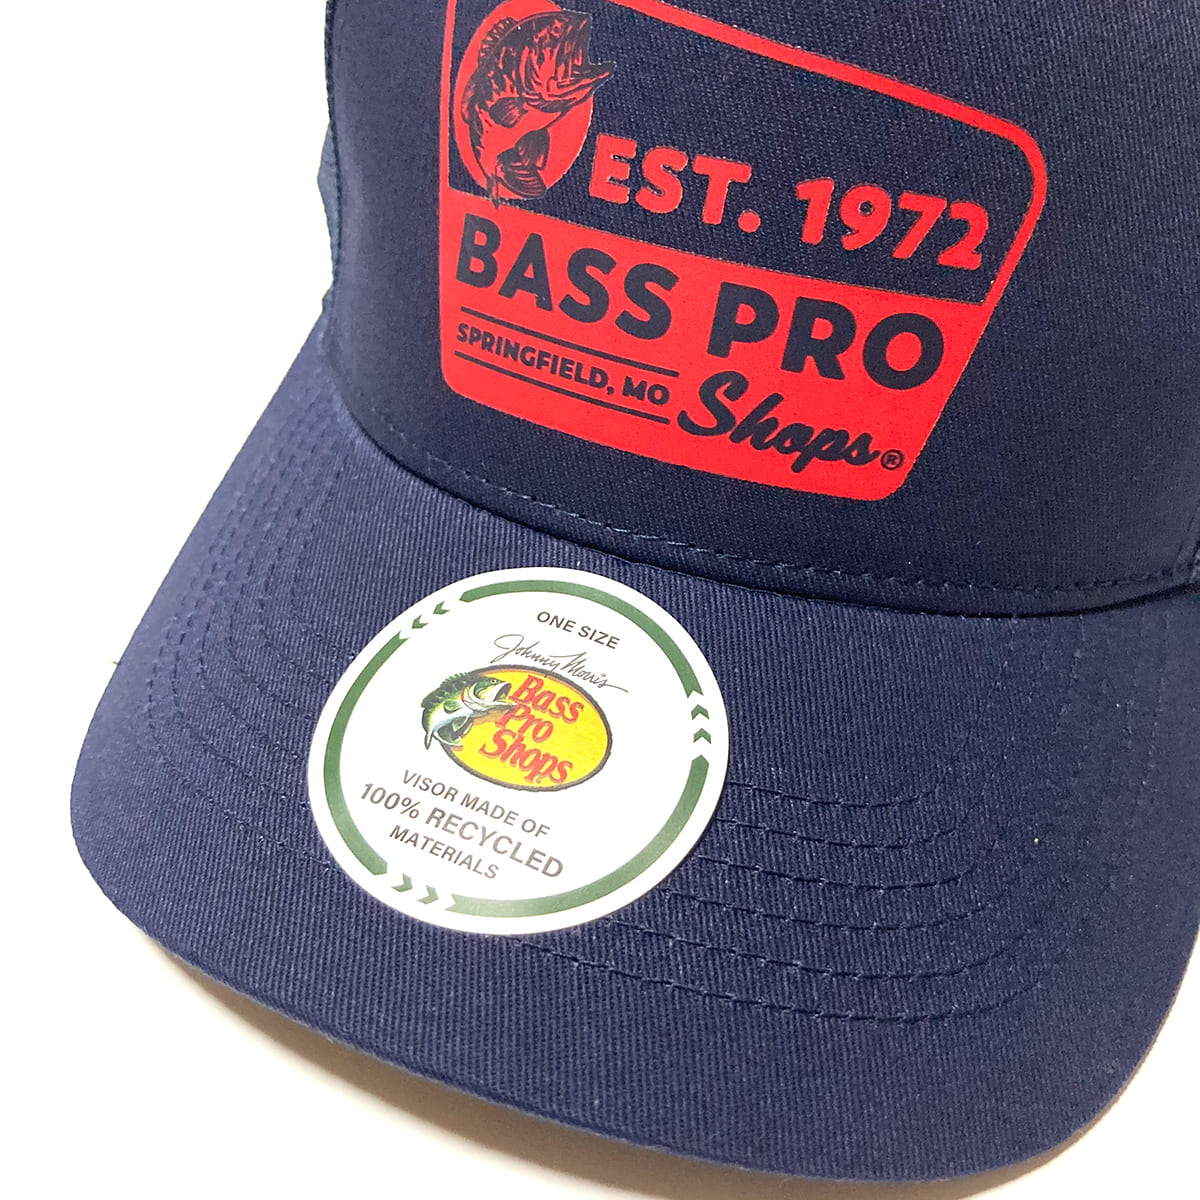 EST. 1972
BASS PRO
SPRINGFIELD, MO
Shops®
ONE SIZE
Johnny Morris
Bass
Pro
Shops
VISOR MADE OF
100% RECYCLED
MATERIALS